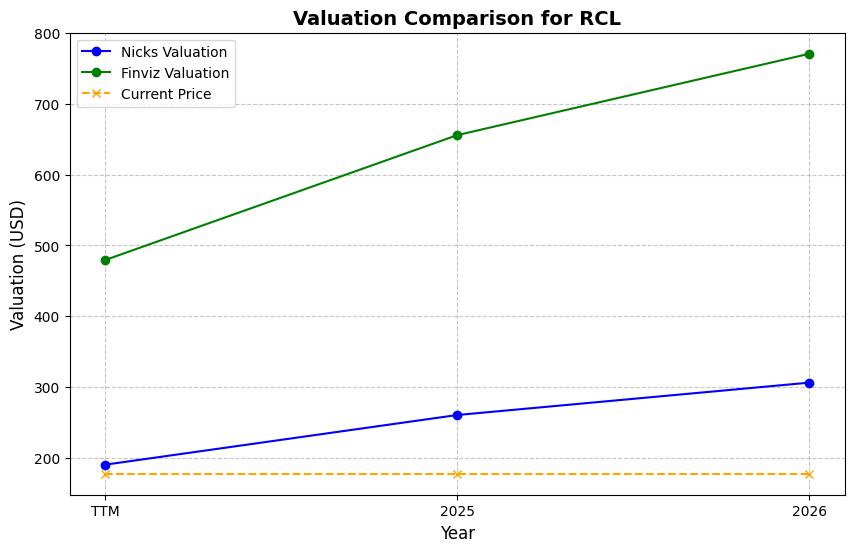 Valuation Comparison for RCL
Nicks Valuation
Finviz Valuation
Current Price
Valuation (USD)
800
700
600
500
400
300
200
TTM
2025
2026
Year